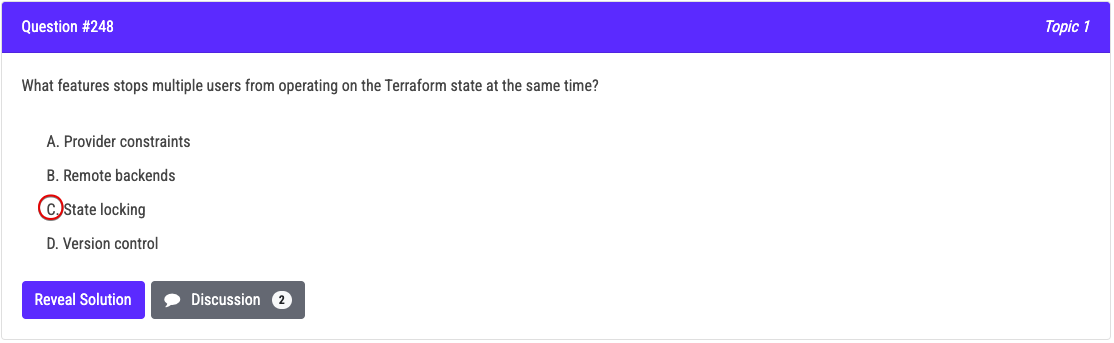 Question #248 Topic 1
What features stops multiple users from operating on the Terraform state at the same time?
A. Provider constraints
B. Remote backends
C. State locking
D. Version control
Reveal Solution Discussion 2